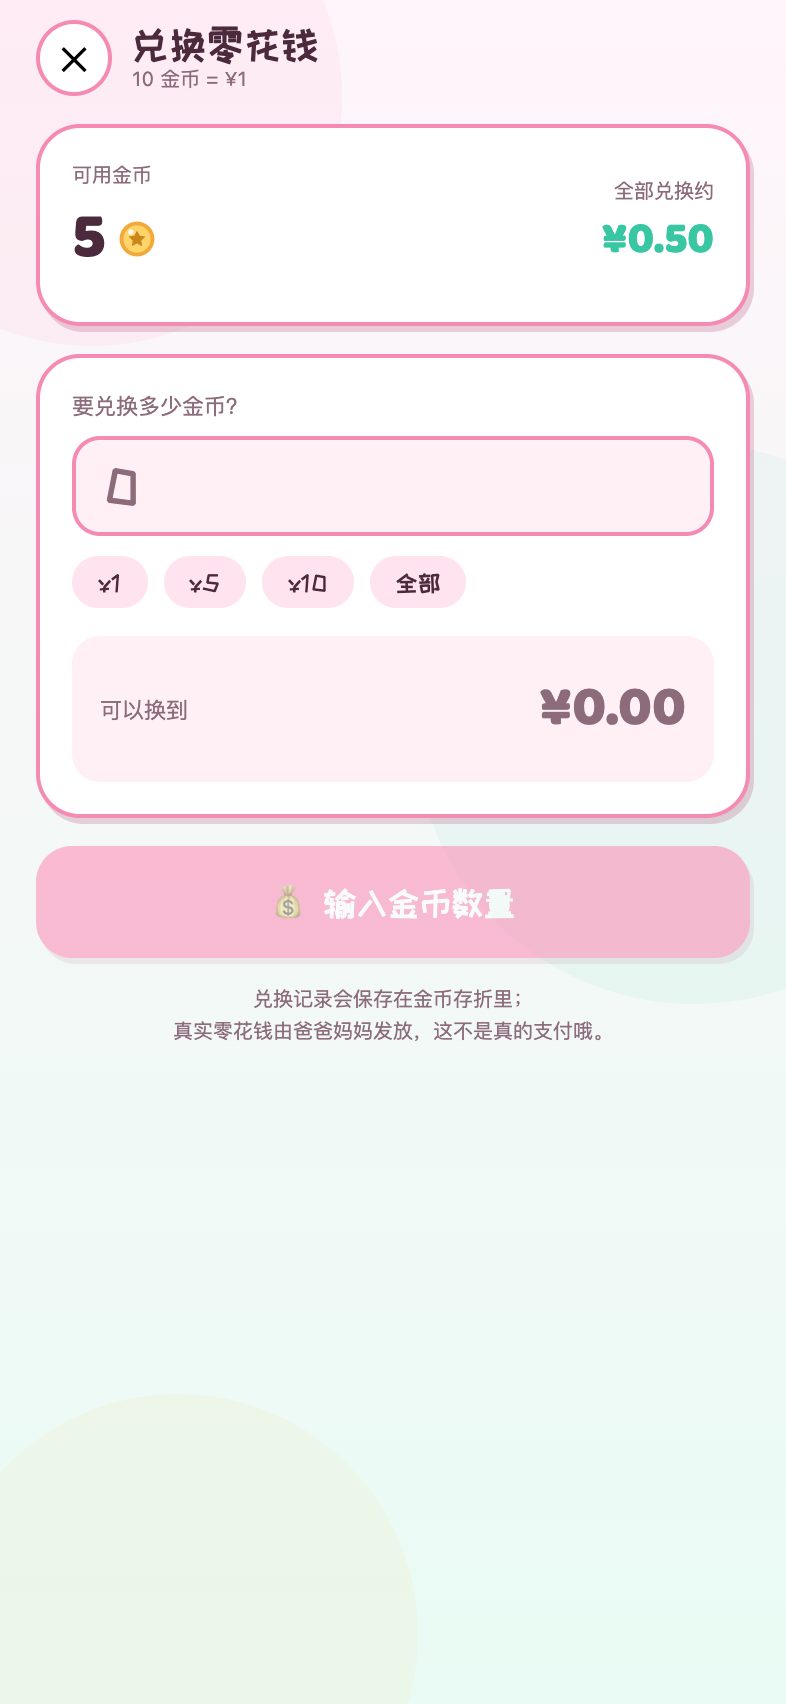 兑换零花钱
10 金币 = ¥1
可用金币
5
全部兑换约
¥0.50
要兑换多少金币?
0
¥1 ¥5 ¥10 全部
可以换到
¥0.00
输入金币数量
兑换记录会保存在金币存折里；
真实零花钱由爸爸妈妈发放，这不是真的支付哦。